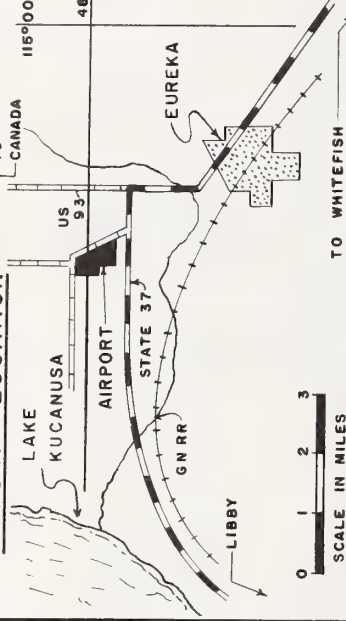 115°00
48
CANADA
US
93
LAKE
KUCANUSA
AIRPORT
STATE 37
EUREKA
GN RR
LIBBY
TO WHITEFISH
0 1 2 3
SCALE IN MILES